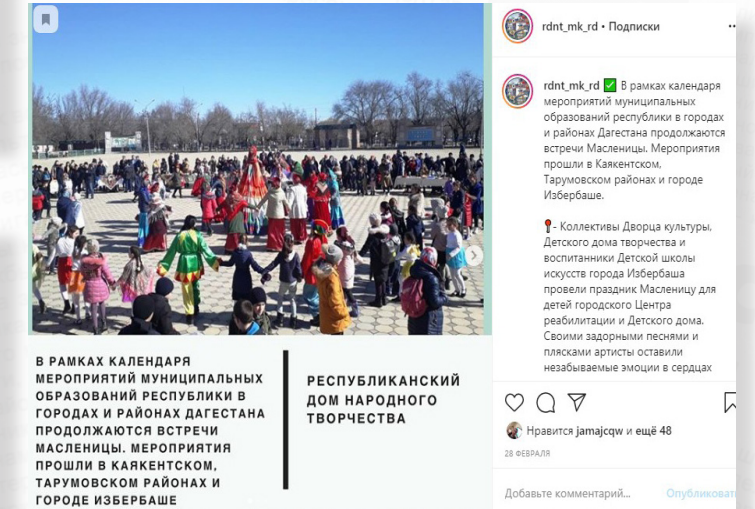 rdnt_mk_rd • Подписки
rdnt_mk_rd ✅ В рамках календаря
мероприятий муниципальных
образований республики в городах
и районах Дагестана продолжаются
встречи Масленицы. Мероприятия
прошли в Каякентском,
Тарумовском районах и городе
Избербаше.
📍- Коллективы Дворца культуры,
Детского дома творчества и
воспитанники Детской школы
искусств города Избербаша
провели праздник Масленицу для
детей городского Центра
реабилитации и Детского дома.
Своими задорными песнями и
плясками артисты оставили
незабываемые эмоции в сердцах
Нравится jamajcqw и ещё 48
28 ФЕВРАЛЯ
Добавьте комментарий...
Опубликоват
В РАМКАХ КАЛЕНДАРЯ
МЕРОПРИЯТИЙ МУНИЦИПАЛЬНЫХ
ОБРАЗОВАНИЙ РЕСПУБЛИКИ В
ГОРОДАХ И РАЙОНАХ ДАГЕСТАНА
ПРОДОЛЖАЮТСЯ ВСТРЕЧИ
МАСЛЕНИЦЫ. МЕРОПРИЯТИЯ
ПРОШЛИ В КАЯКЕНТСКОМ,
ТАРУМОВСКОМ РАЙОНАХ И
ГОРОДЕ ИЗБЕРБАШЕ
РЕСПУБЛИКАНСКИЙ
ДОМ НАРОДНОГО
ТВОРЧЕСТВА